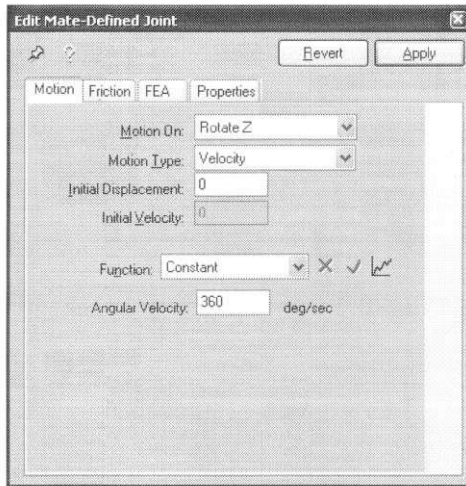 Edit Mate-Defined Joint
Revert Apply
Motion Friction FEA Properties
Motion On: Rotate Z
Motion Type: Velocity
Initial Displacement: 0
Initial Velocity: 0
Function: Constant
Angular Velocity: 360 deg/sec